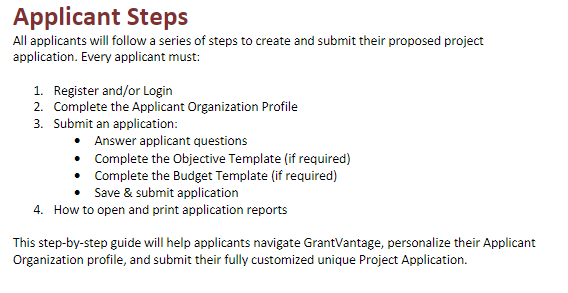 Applicant Steps
All applicants will follow a series of steps to create and submit their proposed project
application. Every applicant must:
1. Register and/or Login
2. Complete the Applicant Organization Profile
3. Submit an application:
• Answer applicant questions
• Complete the Objective Template (if required)
• Complete the Budget Template (if required)
• Save & submit application
4. How to open and print application reports
This step-by-step guide will help applicants navigate GrantVantage, personalize their Applicant
Organization profile, and submit their fully customized unique Project Application.